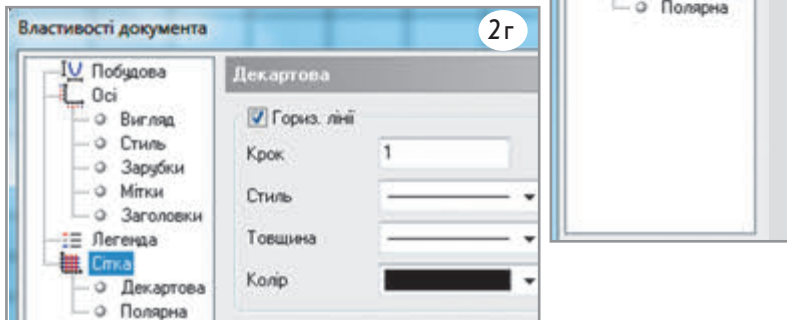 Властивості документа
2г
Побудова
Осі
Вигляд
Стиль
Зарубки
Мітки
Заголовки
Легенда
Сітка
Декартова
Полярна
Декартова
Гориз. лінії
Крок 1
Стиль
Товщина
Колір
Полярна